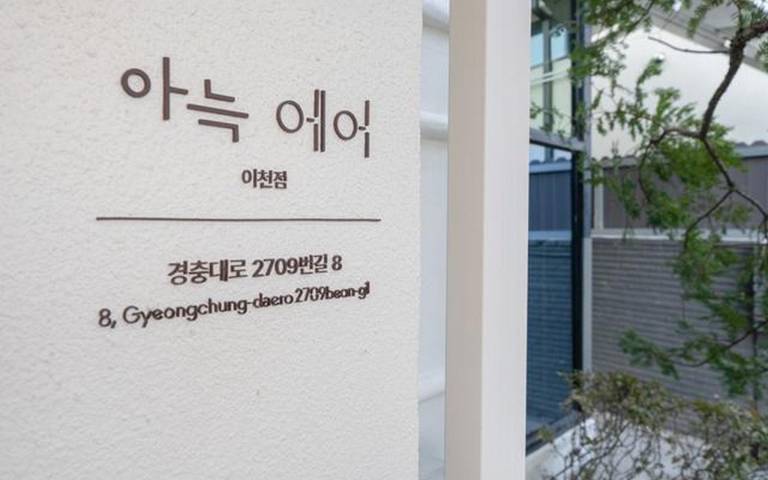 아늑 에어
이천점
경충대로 2709번길 8
8, Gyeongchung-daero 2709beon-gil